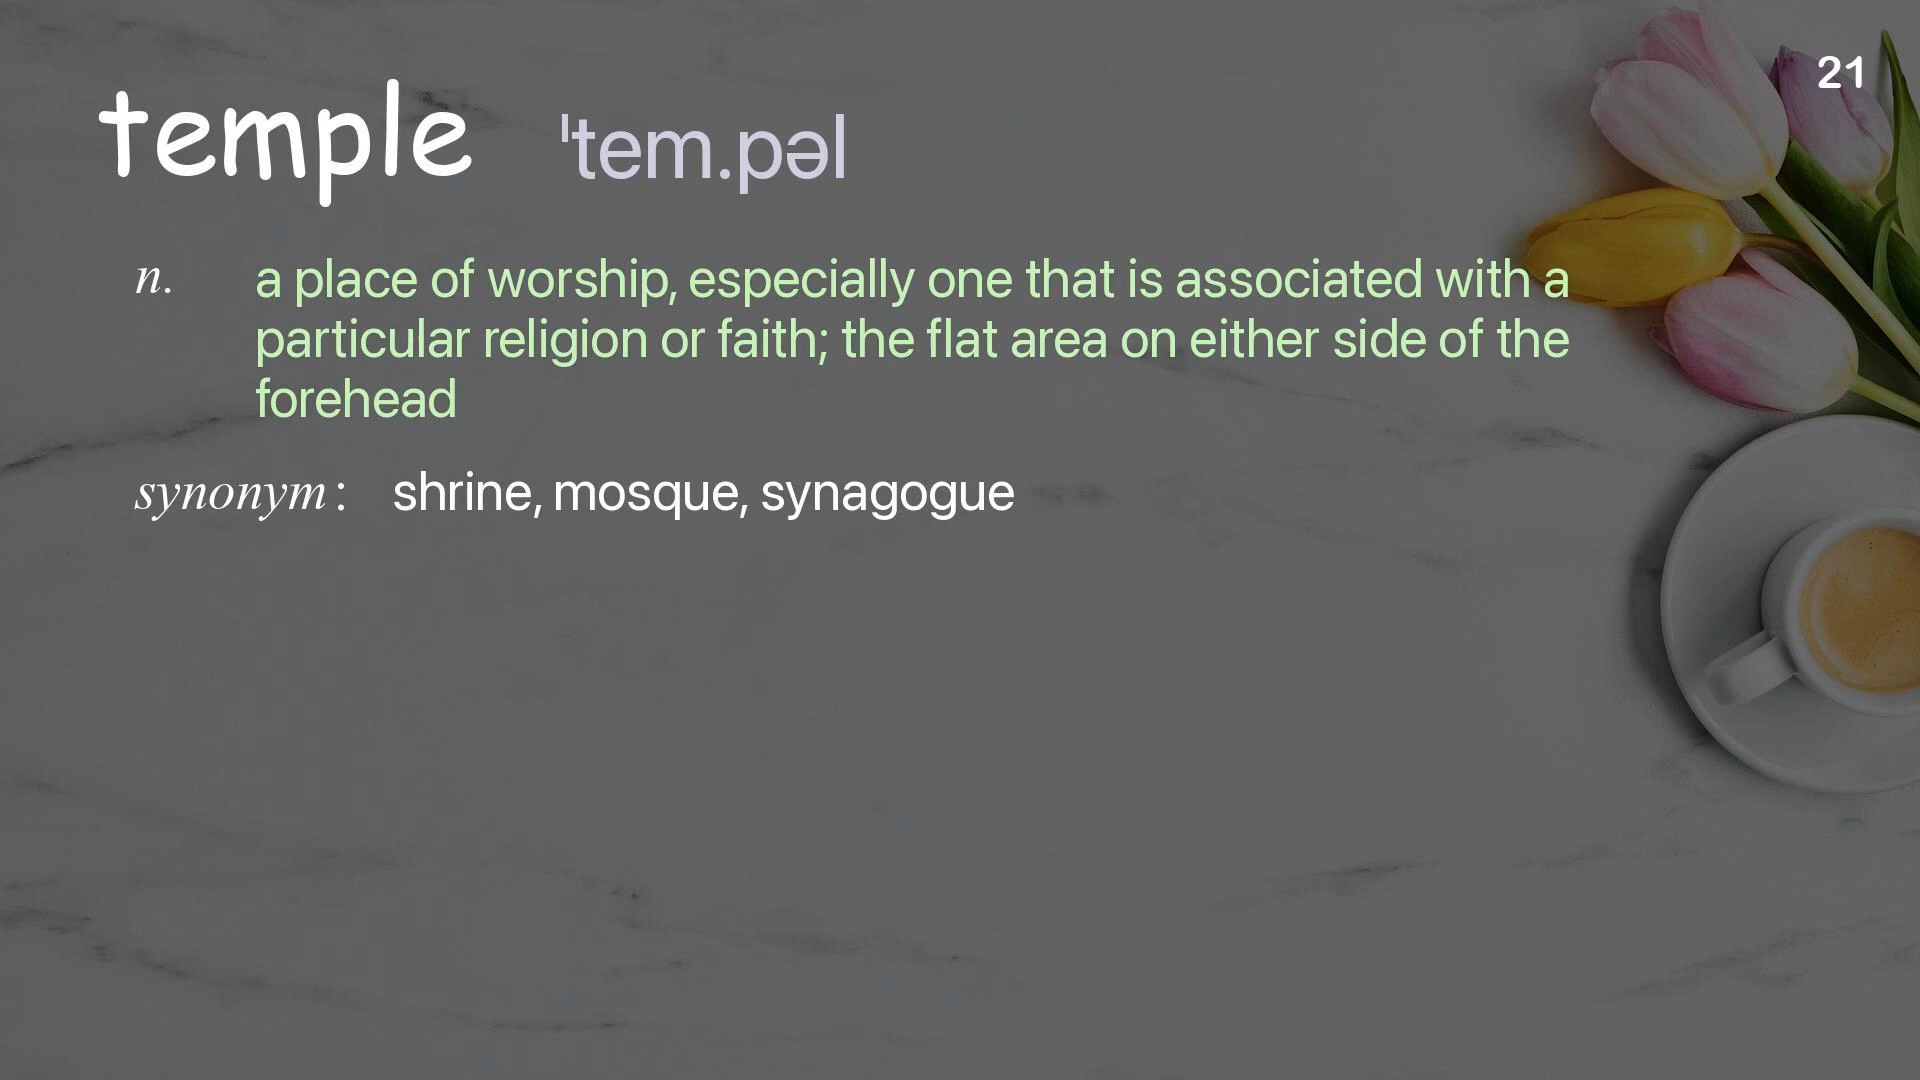 21
temple ˈtem.pəl
n. a place of worship, especially one that is associated with a
particular religion or faith; the flat area on either side of the
forehead
synonym : shrine, mosque, synagogue